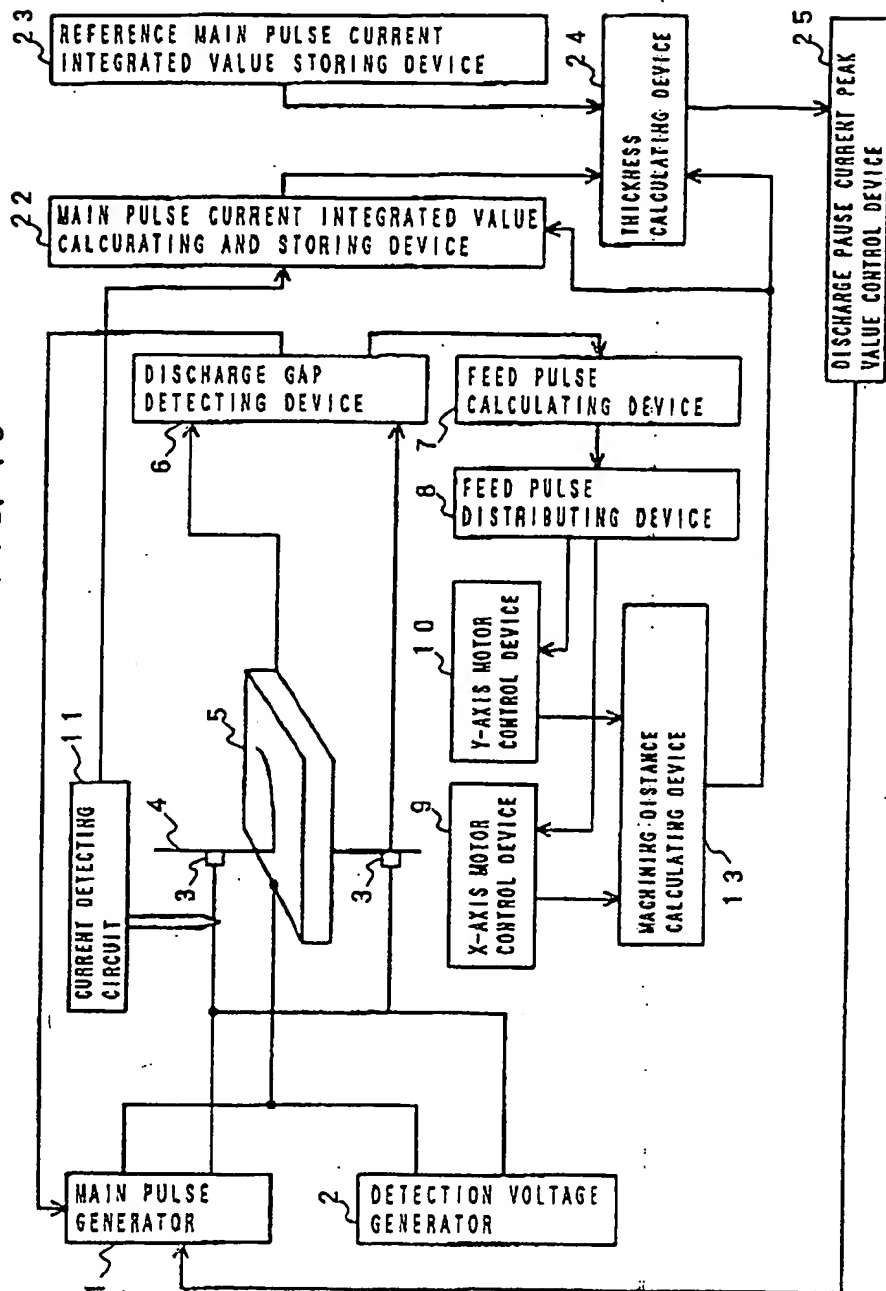 23
REFERENCE MAIN PULSE CURRENT
INTEGRATED VALUE STORING DEVICE
22
MAIN PULSE CURRENT INTEGRATED VALUE
CALCURATING AND STORING DEVICE
24
THICKNESS
CALCULATING DEVICE
25
DISCHARGE PAUSE CURRENT PEAK
VALUE CONTROL DEVICE
DISCHARGE GAP
DETECTING DEVICE
6
FEED PULSE
CALCULATING DEVICE
7
FEED PULSE
DISTRIBUTING DEVICE
8
11
CURRENT DETECTING
CIRCUIT
4
5
3
3
10
Y-AXIS MOTOR
CONTROL DEVICE
9
X-AXIS MOTOR
CONTROL DEVICE
MACHINING DISTANCE
CALCULATING DEVICE
13
MAIN PULSE
GENERATOR
1
2
DETECTION VOLTAGE
GENERATOR